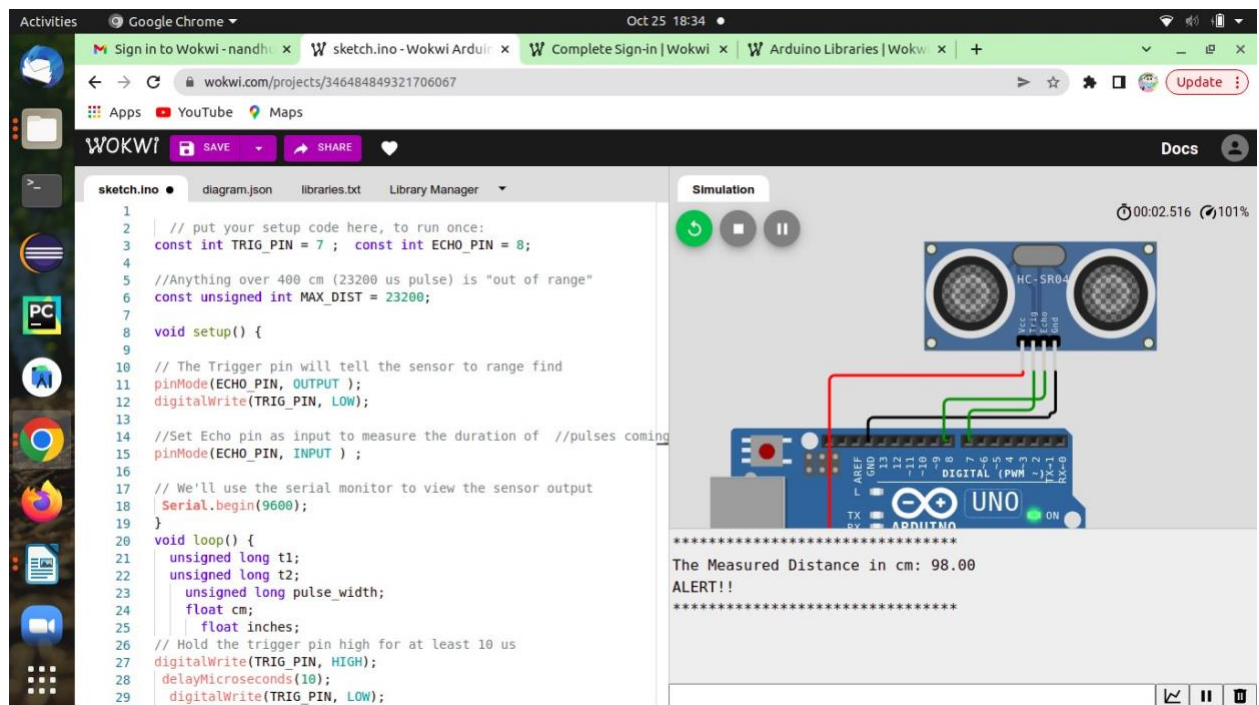 Activities
Google Chrome
Oct 25 18:34
Sign in to Wokwi - nandh
sketch.ino - Wokwi Arduin
Complete Sign-in | Wokwi
Arduino Libraries | Wokw
wokwi.com/projects/346484849321706067
Update
Apps
YouTube
Maps
WOKWI
SAVE
SHARE
Docs
sketch.ino
diagram.json
libraries.txt
Library Manager
Simulation
00:02.516
101%
1
2 // put your setup code here, to run once:
3 const int TRIG_PIN = 7 ; const int ECHO_PIN = 8;
4
5 //Anything over 400 cm (23200 us pulse) is "out of range"
6 const unsigned int MAX_DIST = 23200;
7
8 void setup() {
9
10 // The Trigger pin will tell the sensor to range find
11 pinMode(ECHO_PIN, OUTPUT );
12 digitalWrite(TRIG_PIN, LOW);
13
14 //Set Echo pin as input to measure the duration of //pulses coming
15 pinMode(ECHO_PIN, INPUT ) ;
16
17 // We'll use the serial monitor to view the sensor output
18 Serial.begin(9600);
19 }
20 void loop() {
21 unsigned long t1;
22 unsigned long t2;
23 unsigned long pulse_width;
24 float cm;
25 float inches;
26 // Hold the trigger pin high for at least 10 us
27 digitalWrite(TRIG_PIN, HIGH);
28 delayMicroseconds(10);
29 digitalWrite(TRIG_PIN, LOW);
HC-SR04
Vcc
Trig
Echo
Gnd
AREF
GND
13
12
~11
~10
~9
8
7
~6
~5
4
~3
2
TX→1
RX←0
DIGITAL (PWM ~)
L
TX
RX
UNO
ON
ARDUINO
********************************
The Measured Distance in cm: 98.00
ALERT!!
********************************
PC
>_